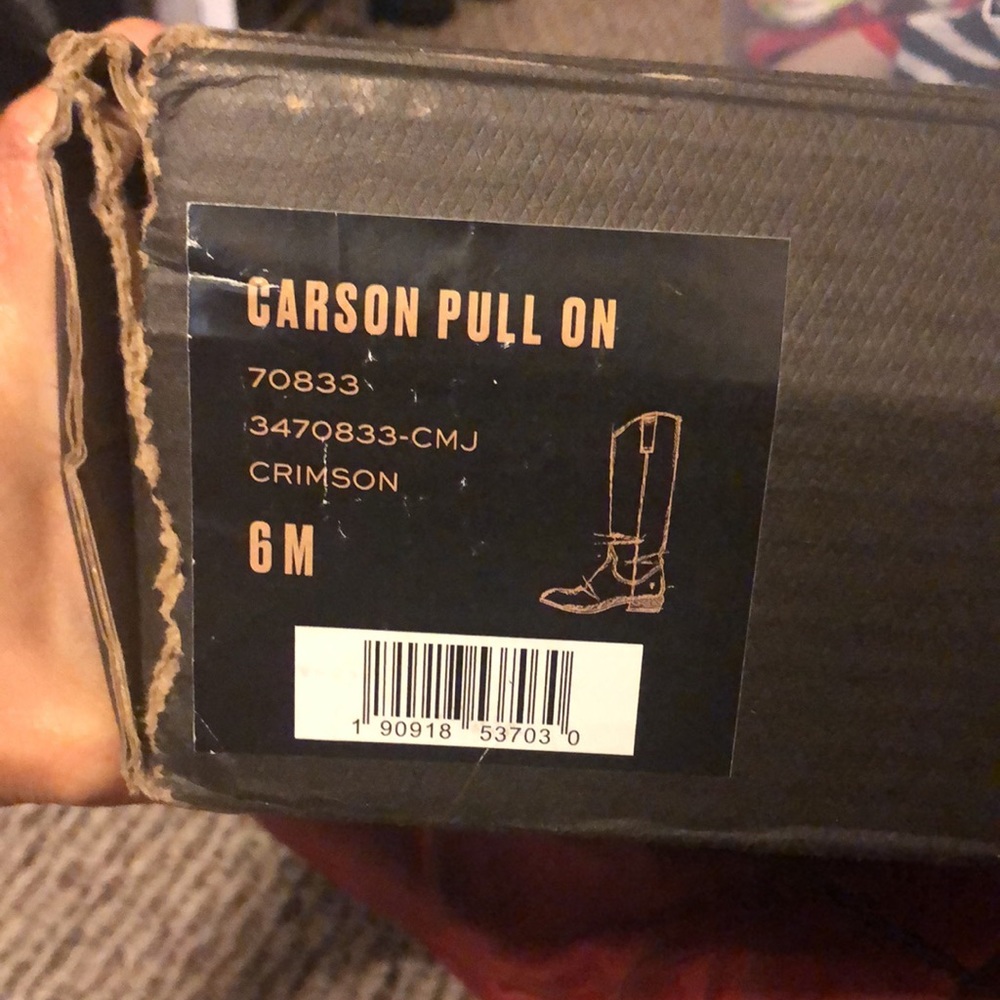 CARSON PULL ON
70833
3470833-CMJ
CRIMSON
6 M
1 90918 53703 0